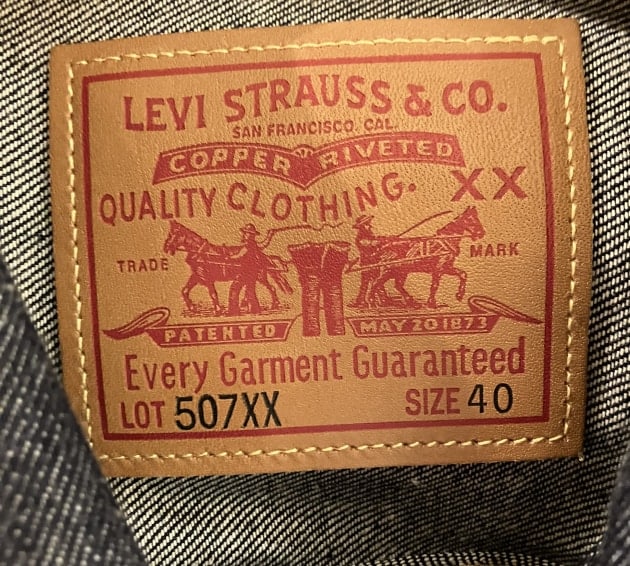 LEVI STRAUSS & CO.
SAN FRANCISCO, CAL.
COPPER RIVETED
QUALITY CLOTHING. XX
TRADE MARK
PATENTED MAY 20 1873
Every Garment Guaranteed
LOT 507XX SIZE 40